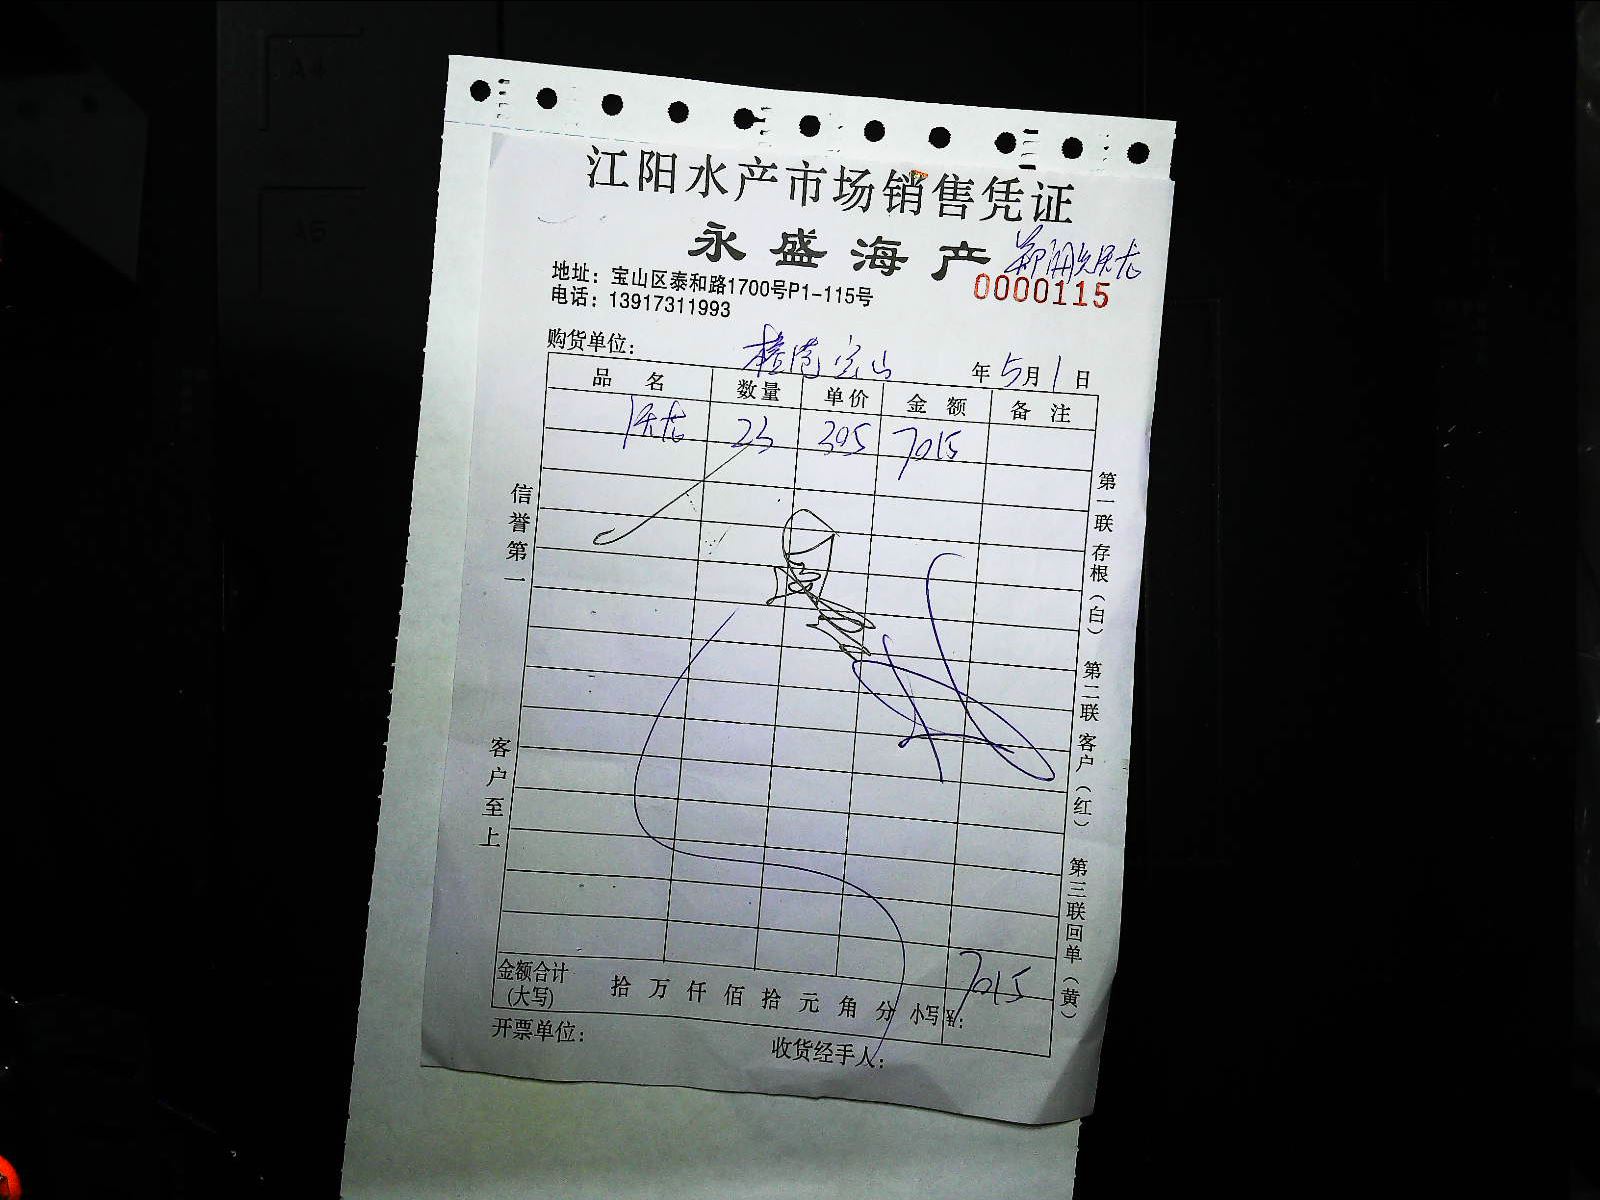 江阳水产市场销售凭证
永盛海产
地址：宝山区泰和路1700号P1-115号
0000115
电话：13917311993
购货单位： 宝山 年5月1日
品名 数量 单价 金额 备注
23 305 7015
信誉第一
客户至上
第一联存根（白） 第二联客户（红） 第三联回单（黄）
7015
金额合计(大写) 拾万仟佰拾元角分 小写¥：
开票单位： 收货经手人：